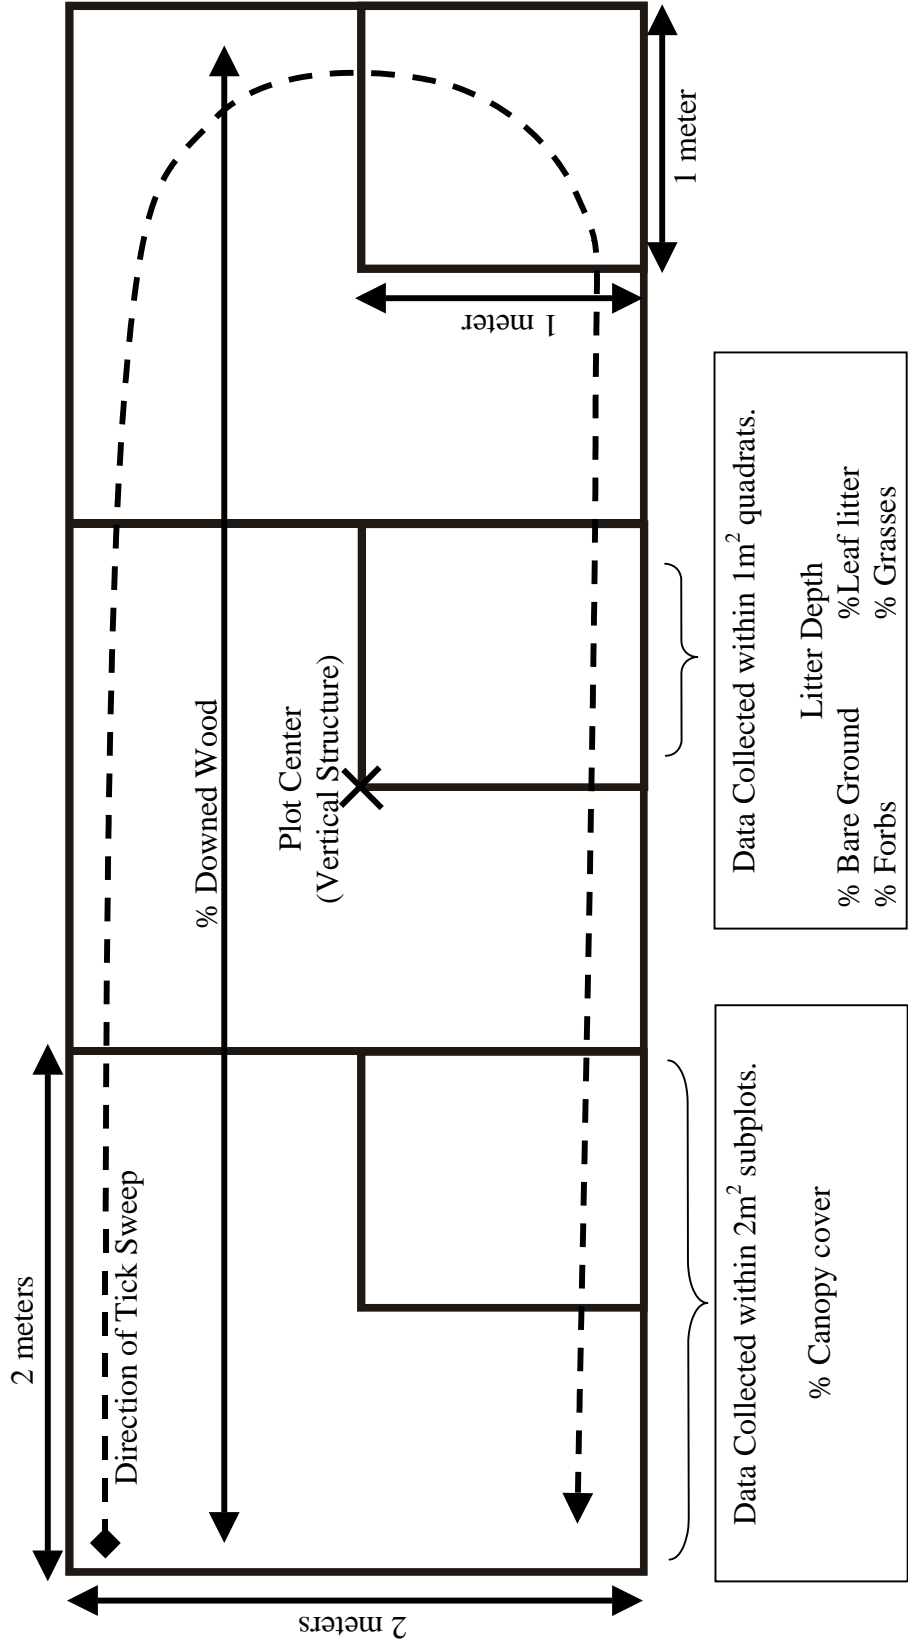 2 meters
Direction of Tick Sweep
2 meters
% Downed Wood
Plot Center
(Vertical Structure)
1 meter
1 meter
Data Collected within 2m² subplots.
% Canopy cover
Data Collected within 1m² quadrats.
Litter Depth
% Bare Ground %Leaf litter
% Forbs % Grasses